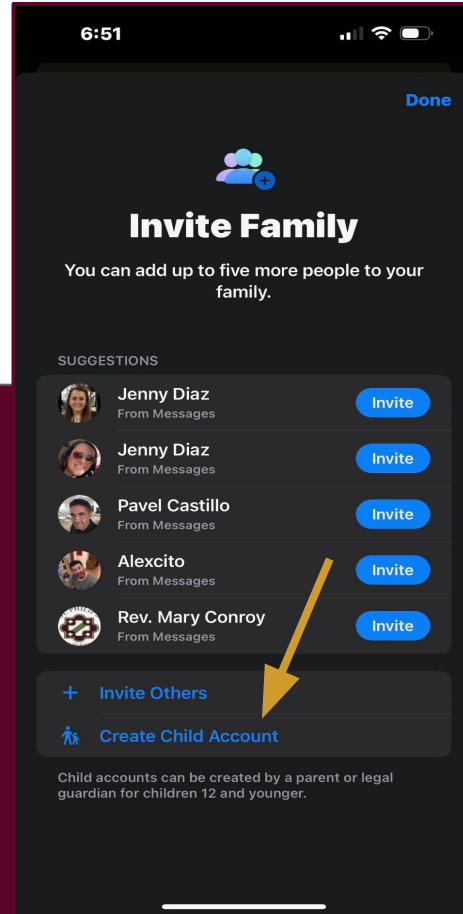 6:51
Done
Invite Family
You can add up to five more people to your
family.
SUGGESTIONS
Jenny Diaz
From Messages
Invite
Jenny Diaz
From Messages
Invite
Pavel Castillo
From Messages
Invite
Alexcito
From Messages
Invite
Rev. Mary Conroy
From Messages
Invite
+ Invite Others
Create Child Account
Child accounts can be created by a parent or legal
guardian for children 12 and younger.